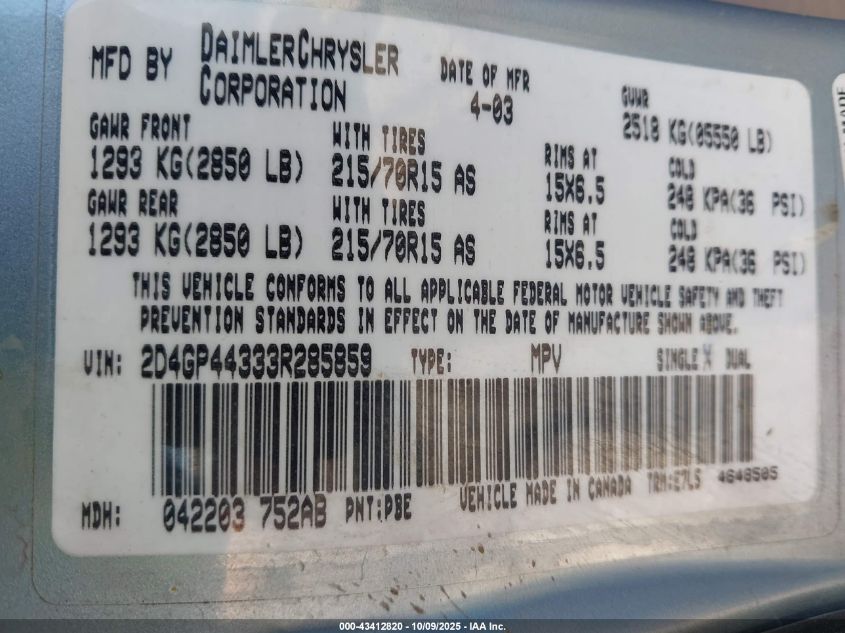 MFD BY DAIMLERCHRYSLER CORPORATION DATE OF MFR 4-03 GVWR 2518 KG(05550 LB)
GAWR FRONT WITH TIRES RIMS AT COLD
1293 KG(2850 LB) 215/70R15 AS 15X6.5 248 KPA(36 PSI)
GAWR REAR WITH TIRES RIMS AT COLD
1293 KG(2850 LB) 215/70R15 AS 15X6.5 248 KPA(36 PSI)
THIS VEHICLE CONFORMS TO ALL APPLICABLE FEDERAL MOTOR VEHICLE SAFETY AND THEFT
PREVENTION STANDARDS IN EFFECT ON THE DATE OF MANUFACTURE SHOWN ABOVE.
VIN: 2D4GP44333R285859 TYPE: MPV SINGLE X DUAL
MDH: 042203 752AB PNT:PBE VEHICLE MADE IN CANADA TRM:E7L5 4648505
MADE
000-43412820 - 10/09/2025 - IAA Inc.